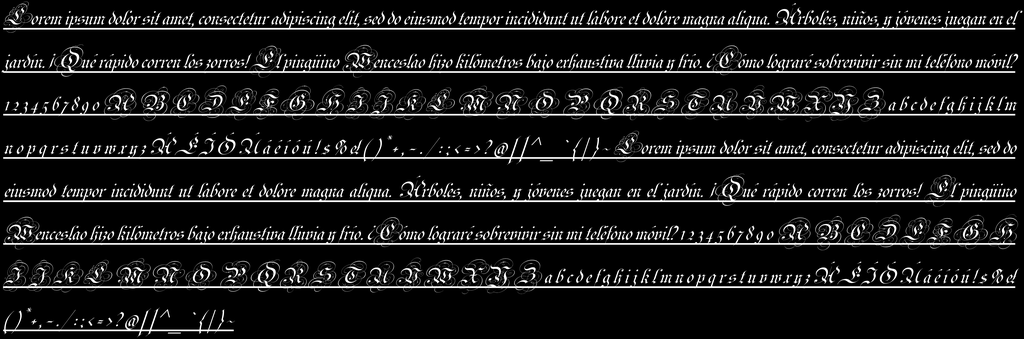 Lorem ipsum dolor sit amet, consectetur adipiscing elit, sed do eiusmod tempor incididunt ut labore et dolore magna aliqua. Árboles, niños, y jóvenes juegan en el
jardín. ¡Qué rápido corren los zorros! El pingüino Wenceslao hizo kilómetros bajo exhaustiva lluvia y frío. ¿Cómo lograré sobrevivir sin mi teléfono móvil?
1 2 3 4 5 6 7 8 9 0 A B C D E F G H I J K L M N O P Q R S T U V W X Y Z a b c d e f g h i j k l m
n o p q r s t u v w x y z Á É Í Ó Ú á é í ó ú ! $ % & ( ) * + , - . / : ; < = > ? @ [ ] ^ _ ` { | } ~ Lorem ipsum dolor sit amet, consectetur adipiscing elit, sed do
eiusmod tempor incididunt ut labore et dolore magna aliqua. Árboles, niños, y jóvenes juegan en el jardín. ¡Qué rápido corren los zorros! El pingüino
Wenceslao hizo kilómetros bajo exhaustiva lluvia y frío. ¿Cómo lograré sobrevivir sin mi teléfono móvil? 1 2 3 4 5 6 7 8 9 0 A B C D E F G H
I J K L M N O P Q R S T U V W X Y Z a b c d e f g h i j k l m n o p q r s t u v w x y z Á É Í Ó Ú á é í ó ú ! $ % &
( ) * + , - . / : ; < = > ? @ [ ] ^ _ ` { | } ~